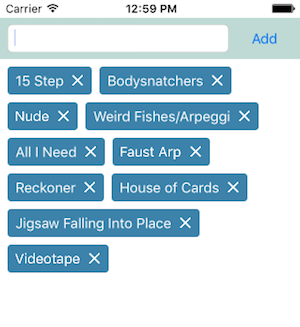 Carrier 12:59 PM
Add
15 Step × Bodysnatchers ×
Nude × Weird Fishes/Arpeggi ×
All I Need × Faust Arp ×
Reckoner × House of Cards ×
Jigsaw Falling Into Place ×
Videotape ×